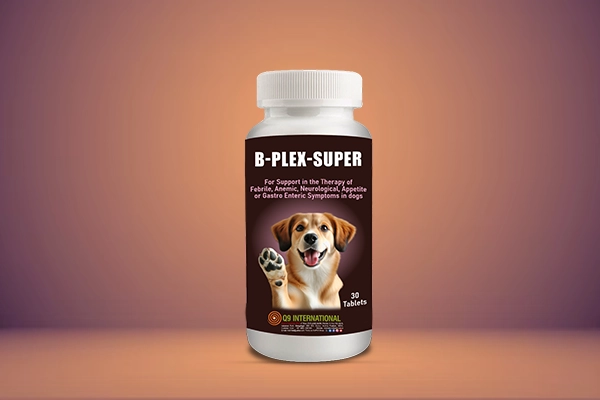 B-PLEX-SUPER
For Support in the Therapy of
Febrile, Anemic, Neurological, Appetite
or Gastro Enteric Symptoms in dogs
30
Tablets
Q9 INTERNATIONAL